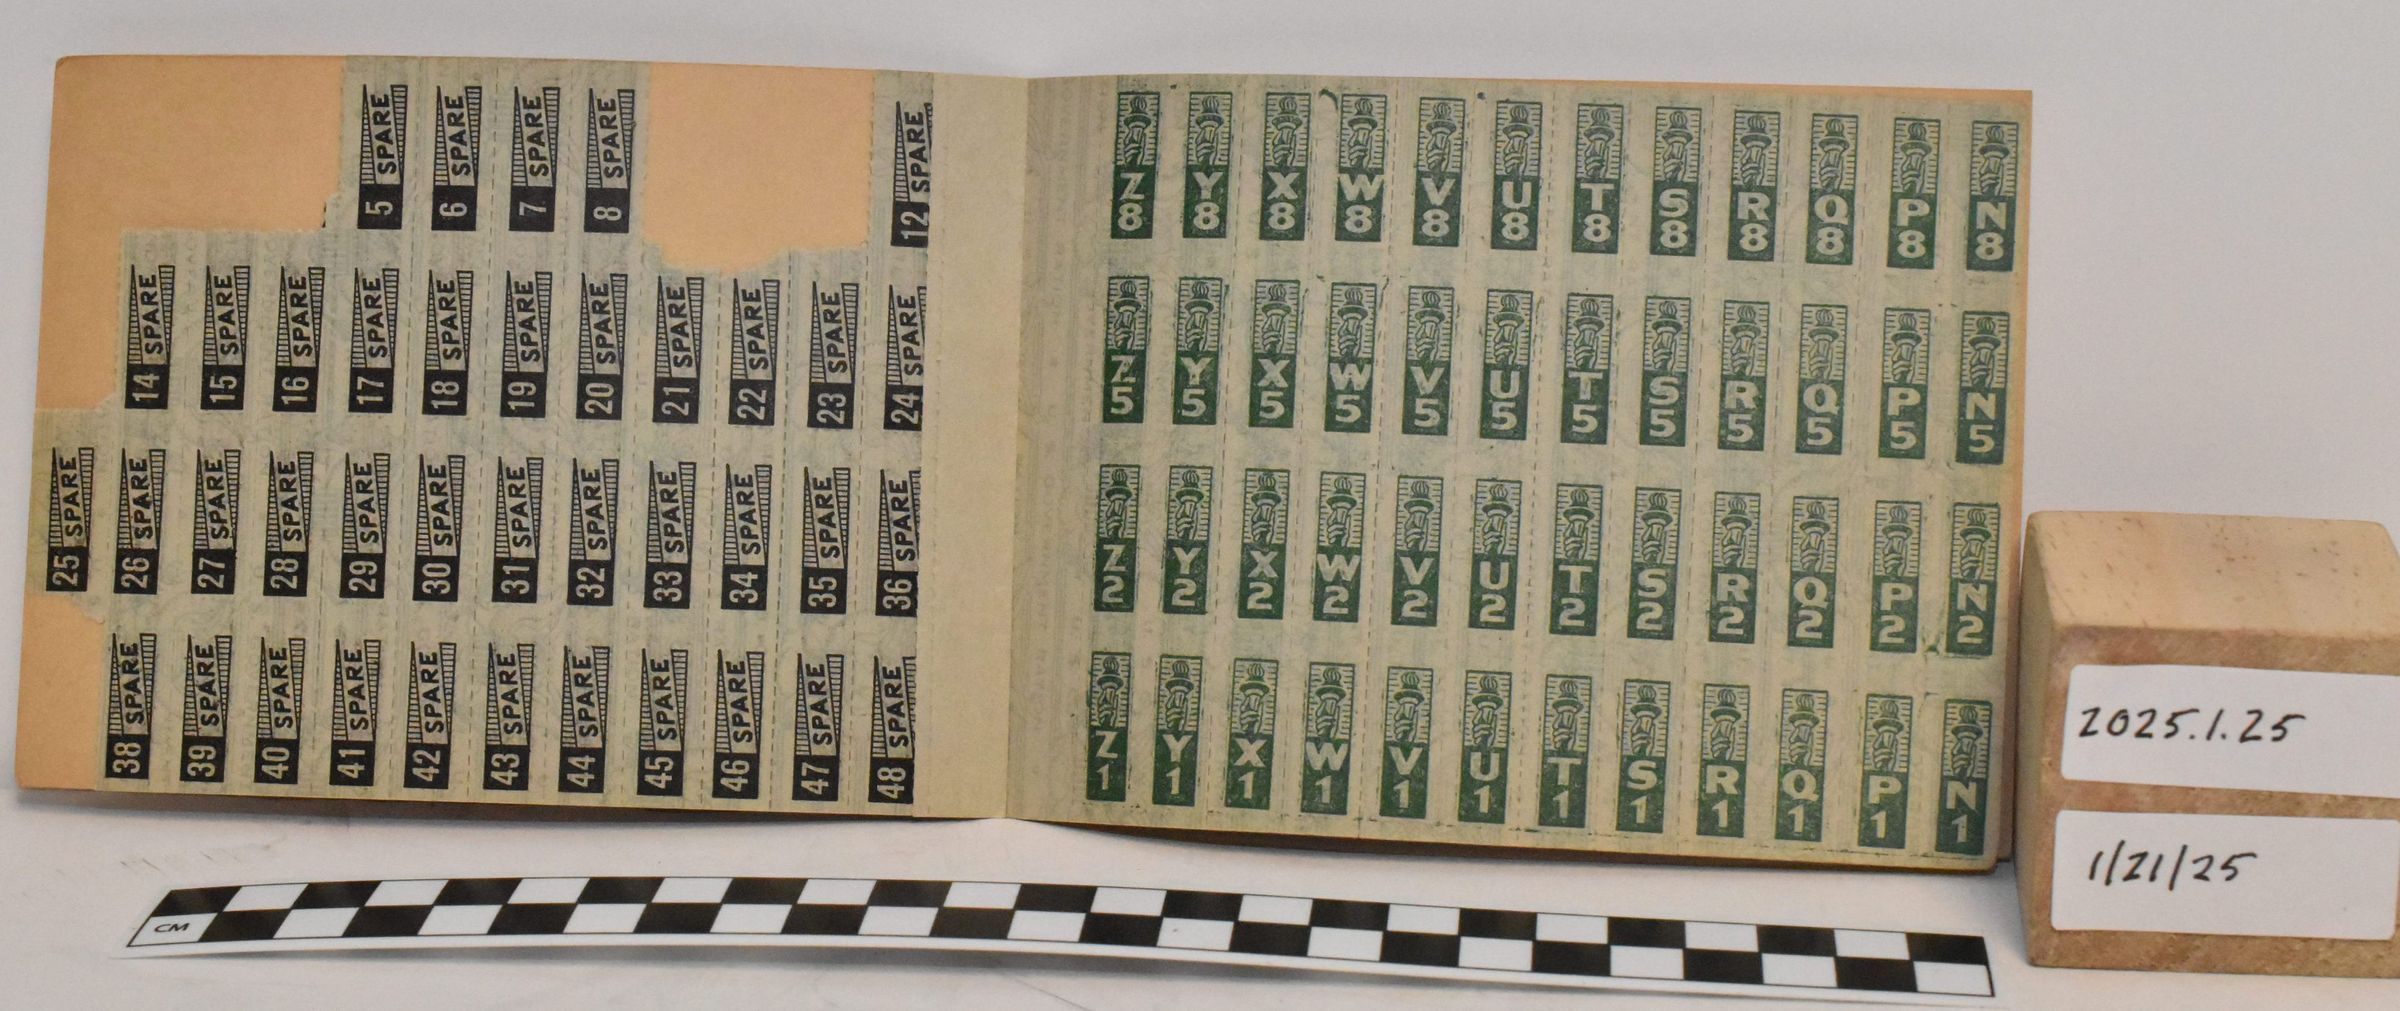 5 SPARE 6 SPARE 7 SPARE 8 SPARE 12 SPARE
14 SPARE 15 SPARE 16 SPARE 17 SPARE 18 SPARE 19 SPARE 20 SPARE 21 SPARE 22 SPARE 23 SPARE 24 SPARE
25 SPARE 26 SPARE 27 SPARE 28 SPARE 29 SPARE 30 SPARE 31 SPARE 32 SPARE 33 SPARE 34 SPARE 35 SPARE 36 SPARE
38 SPARE 39 SPARE 40 SPARE 41 SPARE 42 SPARE 43 SPARE 44 SPARE 45 SPARE 46 SPARE 47 SPARE 48 SPARE
Z8 Y8 X8 W8 V8 U8 T8 S8 R8 Q8 P8 N8
Z5 Y5 X5 W5 V5 U5 T5 S5 R5 Q5 P5 N5
Z2 Y2 X2 W2 V2 U2 T2 S2 R2 Q2 P2 N2
Z1 Y1 X1 W1 V1 U1 T1 S1 R1 Q1 P1 N1
2025.1.25
1/21/25
CM